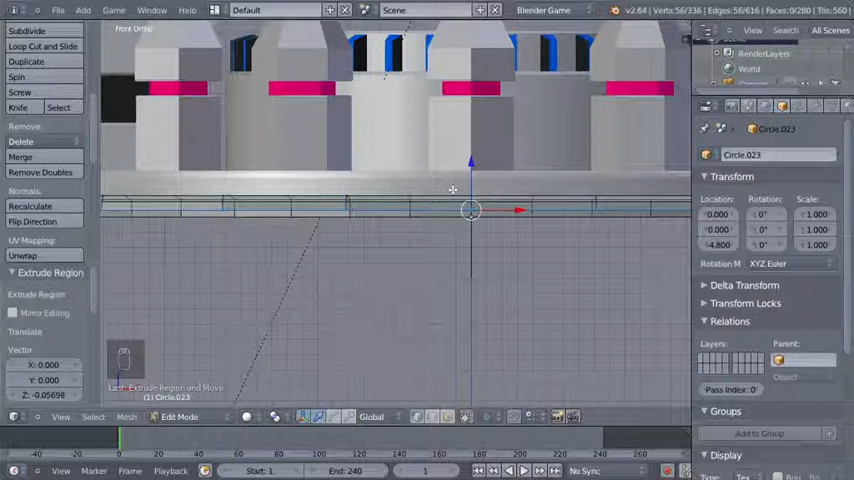 File Add Game Window Help Default Scene Blender Game v2.64 | Verts:56/336 | Edges:56/616 | Faces:0/280 | Tris:560
Subdivide
Loop Cut and Slide
Duplicate
Spin
Screw
Knife Select
Remove:
Delete
Merge
Remove Doubles
Normals:
Recalculate
Flip Direction
UV Mapping:
Unwrap
Extrude Region
Extrude Region
Mirror Editing
Translate
Vector
X: 0.000
Y: 0.000
Z: -0.05698
Front Ortho
Last: Extrude Region and Move
(1) Circle.023
View Search All Scenes
RenderLayers
World
Circle.023
Circle.023
Transform
Location: Rotation: Scale:
0.000 0° 1.000
0.000 0° 1.000
-4.800 0° 1.000
Rotation M XYZ Euler
Delta Transform
Transform Locks
Relations
Layers: Parent:
Object
Pass Index: 0
Groups
Add to Group
Display
View Select Mesh Edit Mode Global
-40 -20 0 20 40 60 80 100 120 140 160 180 200 220 240 260
View Marker Frame Playback Start: 1 End: 240 1 No Sync